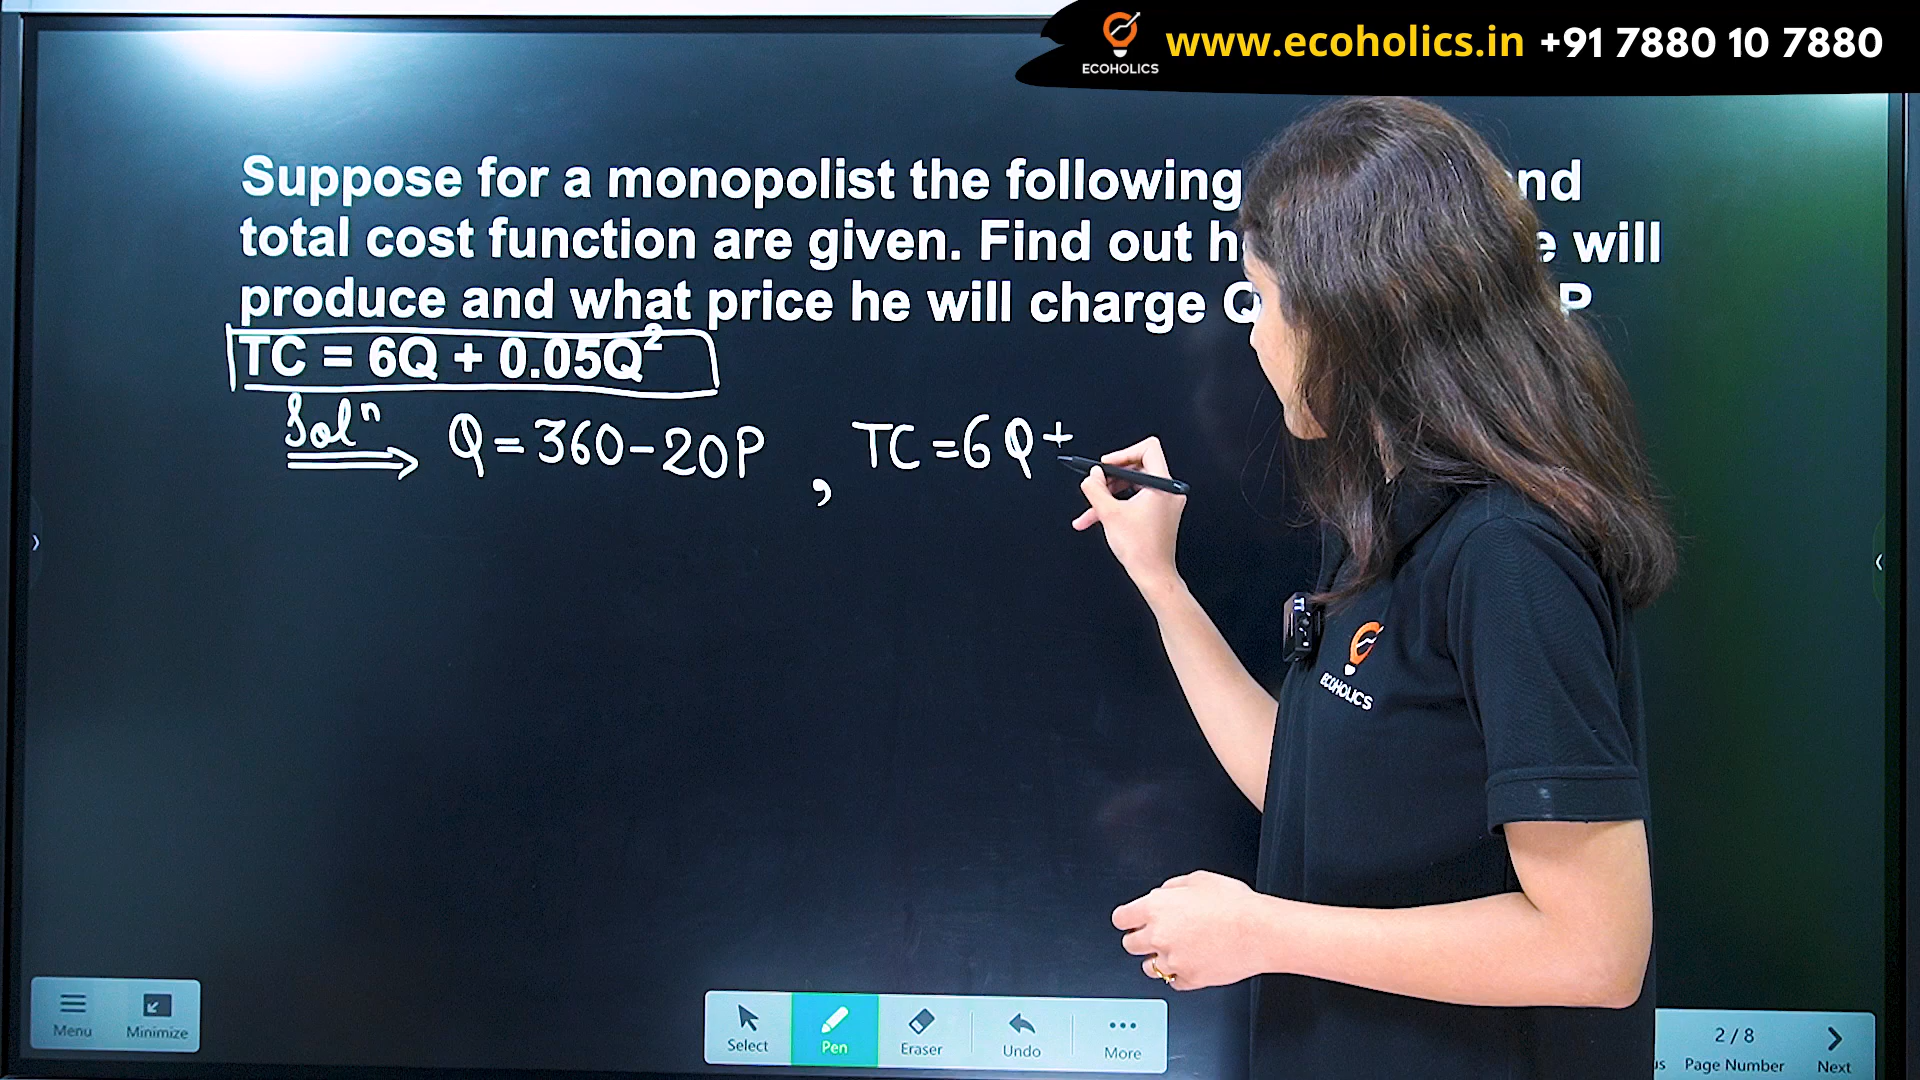 www.ecoholics.in +91 7880 10 7880
ECOHOLICS
Suppose for a monopolist the following
total cost function are given. Find out will
produce and what price he will charge Q P
TC = 6Q + 0.05Q²
Solⁿ Q = 360 - 20P , TC = 6Q +
ECOHOLICS
Menu Minimize Select Pen Eraser Undo More 2 / 8 Page Number Next